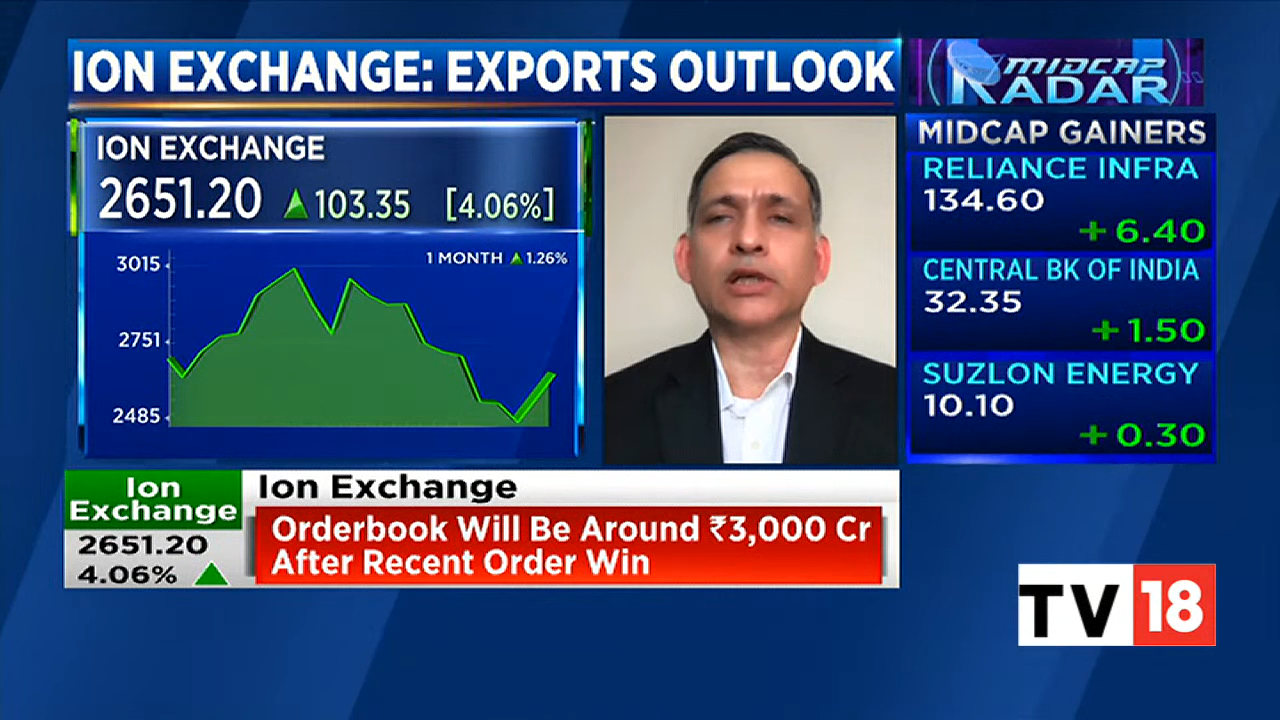 ION EXCHANGE: EXPORTS OUTLOOK
MIDCAP
RADAR
ION EXCHANGE
2651.20 ▲ 103.35 [4.06%]
1 MONTH ▲ 1.26%
3015
2751
2485
MIDCAP GAINERS
RELIANCE INFRA
134.60
+ 6.40
CENTRAL BK OF INDIA
32.35
+ 1.50
SUZLON ENERGY
10.10
+ 0.30
Ion
Exchange
2651.20
4.06% ▲
Ion Exchange
Orderbook Will Be Around ₹3,000 Cr
After Recent Order Win
TV 18